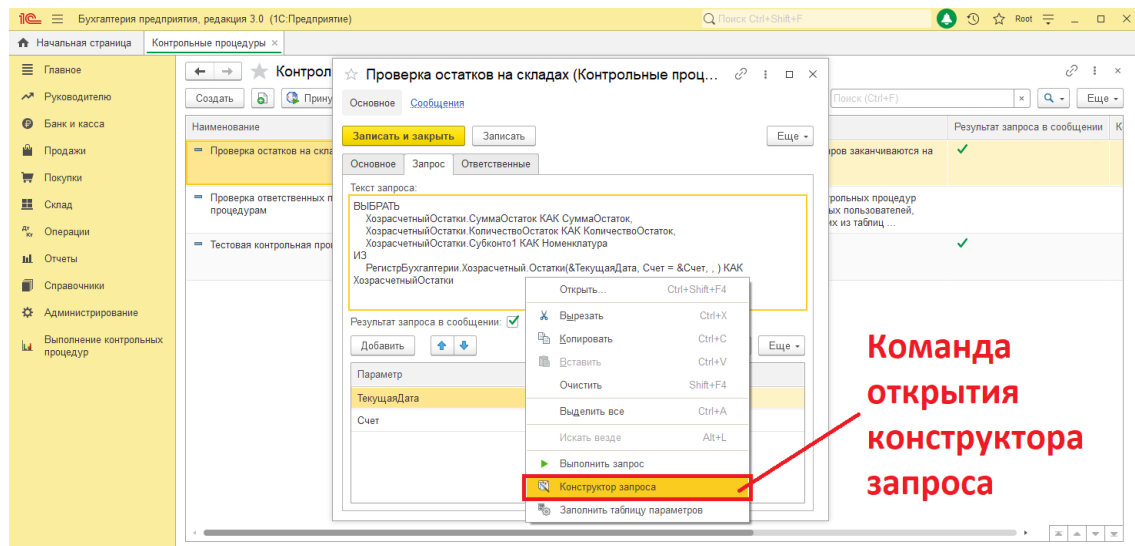 Бухгалтерия предприятия, редакция 3.0 (1С:Предприятие)
Поиск Ctrl+Shift+F
Root
Начальная страница
Контрольные процедуры ×
Главное
Руководителю
Банк и касса
Продажи
Покупки
Склад
Операции
Отчеты
Справочники
Администрирование
Выполнение контрольных
процедур
Контрол
Создать
Прину
Поиск (Ctrl+F)
×
Еще
Наименование
Результат запроса в сообщении
К
Проверка остатков на скла
ров заканчиваются на
Проверка ответственных п
процедурам
рольных процедур
ых пользователей,
их из таблиц ...
Тестовая контрольная про
Проверка остатков на складах (Контрольные проц...
Основное
Сообщения
Записать и закрыть
Записать
Еще
Основное
Запрос
Ответственные
Текст запроса:
ВЫБРАТЬ
ХозрасчетныйОстатки.СуммаОстаток КАК СуммаОстаток,
ХозрасчетныйОстатки.КоличествоОстаток КАК КоличествоОстаток,
ХозрасчетныйОстатки.Субконто1 КАК Номенклатура
ИЗ
РегистрБухгалтерии.Хозрасчетный.Остатки(&ТекущаяДата, Счет = &Счет, , ) КАК
ХозрасчетныйОстатки
Результат запроса в сообщении:
Добавить
Еще
Параметр
ТекущаяДата
Счет
Открыть... Ctrl+Shift+F4
Вырезать Ctrl+X
Копировать Ctrl+C
Вставить Ctrl+V
Очистить Shift+F4
Выделить все Ctrl+A
Искать везде Alt+L
Выполнить запрос
Конструктор запроса
Заполнить таблицу параметров
Команда
открытия
конструктора
запроса